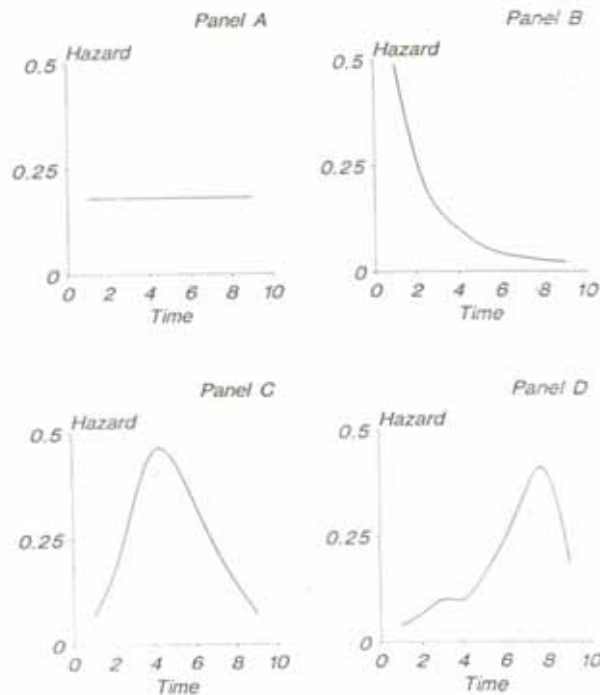 Panel A
Hazard
0.5
0.25
0
0 2 4 6 8 10
Time
Panel B
Hazard
0.5
0.25
0
0 2 4 6 8 10
Time
Panel C
Hazard
0.5
0.25
0
0 2 4 6 8 10
Time
Panel D
Hazard
0.5
0.25
0
0 2 4 6 8 10
Time